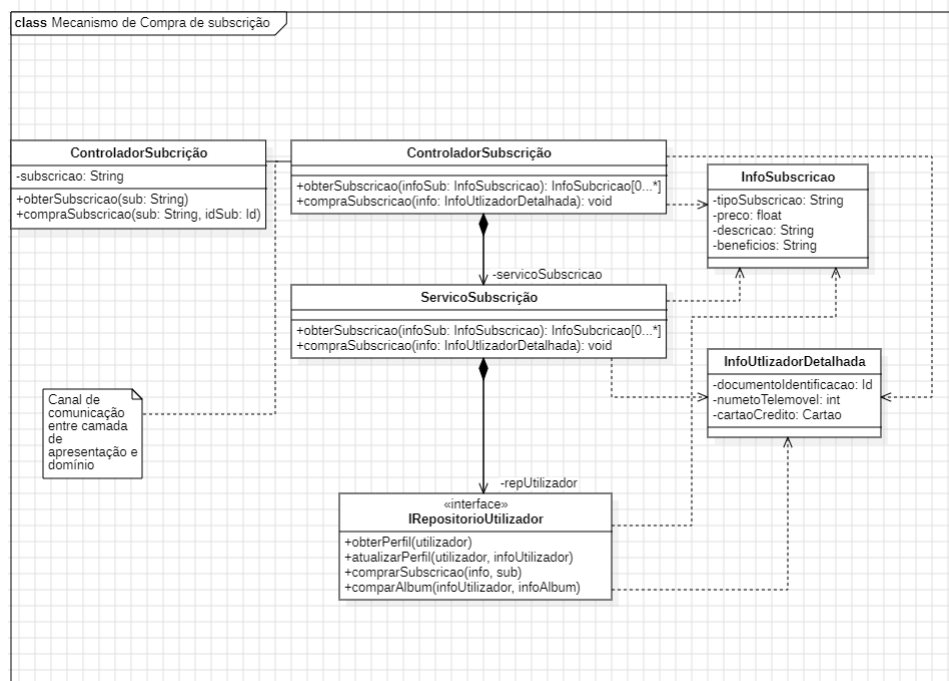 class Mecanismo de Compra de subscrição
ControladorSubcrição
-subscricao: String
+obterSubscricao(sub: String)
+compraSubscricao(sub: String, idSub: Id)
ControladorSubscrição
+obterSubscricao(infoSub: InfoSubscricao): InfoSubcricao[0...*]
+compraSubscricao(info: InfoUtlizadorDetalhada): void
InfoSubscricao
-tipoSubscricao: String
-preco: float
-descricao: String
-beneficios: String
-servicoSubscricao
ServicoSubscrição
+obterSubscricao(infoSub: InfoSubscricao): InfoSubcricao[0...*]
+compraSubscricao(info: InfoUtlizadorDetalhada): void
InfoUtlizadorDetalhada
-documentoIdentificacao: Id
-numetoTelemovel: int
-cartaoCredito: Cartao
Canal de
comunicação
entre camada
de
apresentação e
domínio
-repUtilizador
«interface»
IRepositorioUtilizador
+obterPerfil(utilizador)
+atualizarPerfil(utilizador, infoUtilizador)
+comprarSubscricao(info, sub)
+comparAlbum(infoUtilizador, infoAlbum)